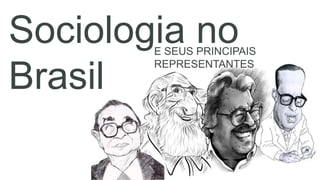 Sociologia no
Brasil
E SEUS PRINCIPAIS
REPRESENTANTES